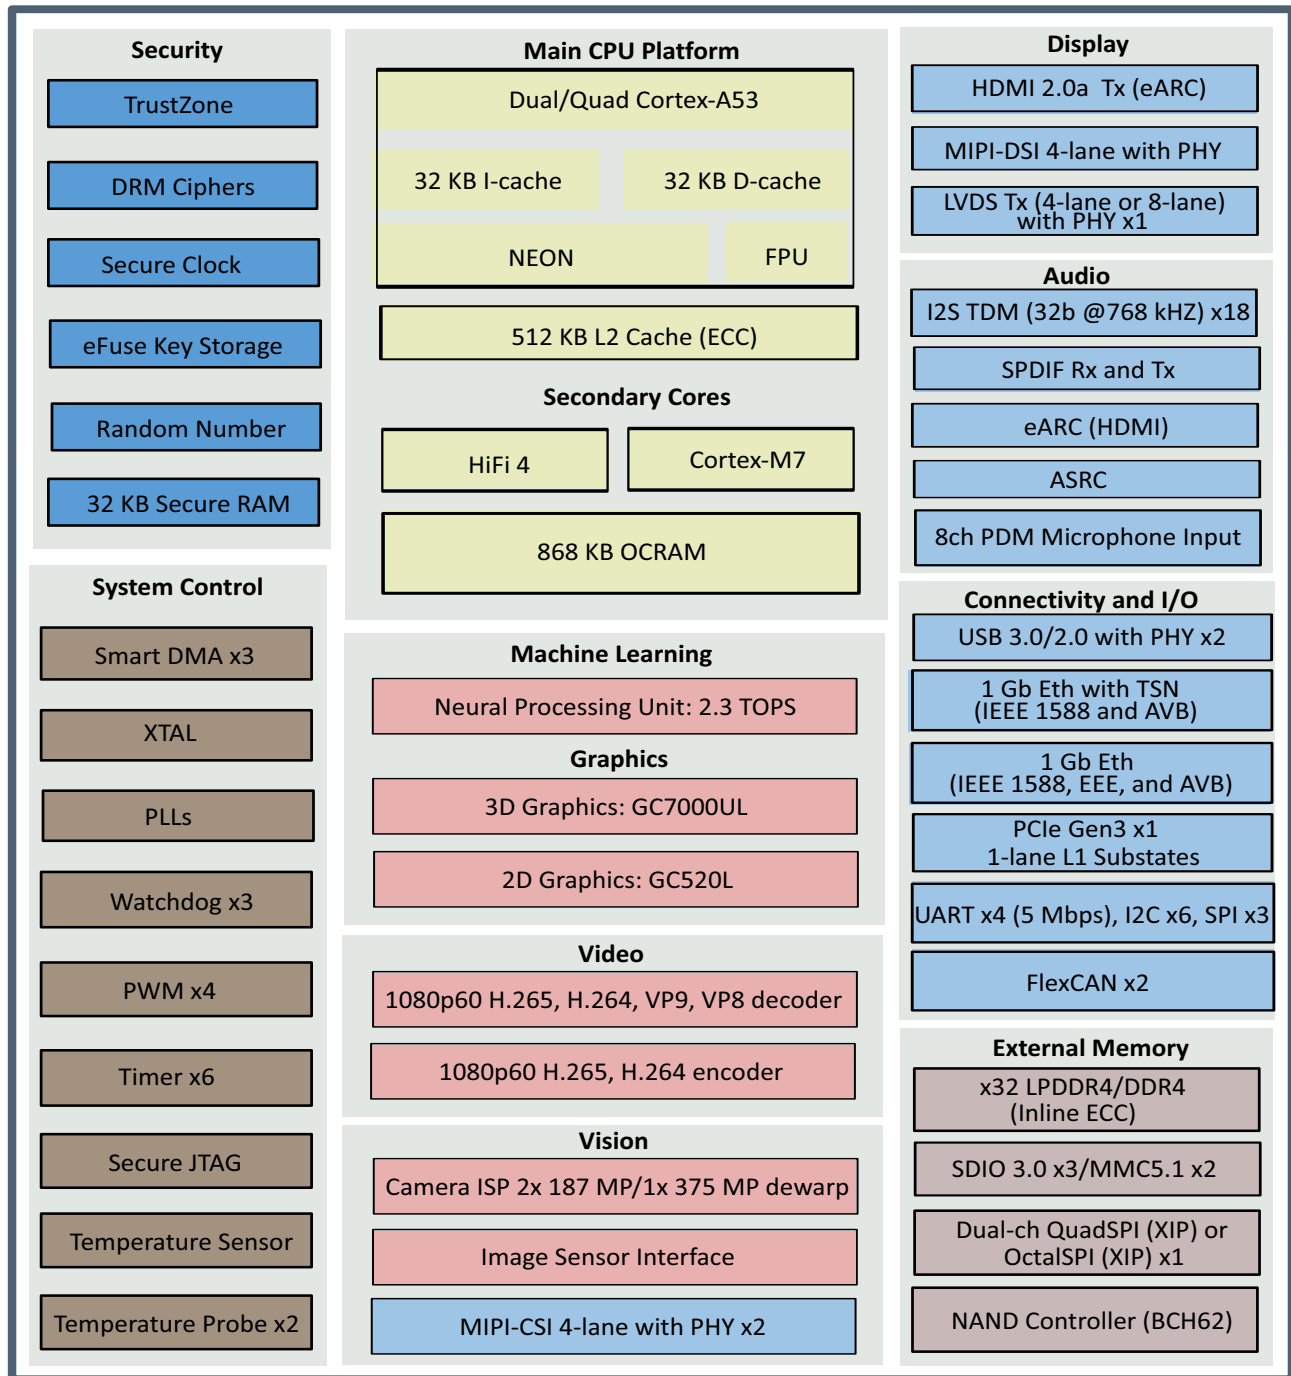 Security
TrustZone
DRM Ciphers
Secure Clock
eFuse Key Storage
Random Number
32 KB Secure RAM
System Control
Smart DMA x3
XTAL
PLLs
Watchdog x3
PWM x4
Timer x6
Secure JTAG
Temperature Sensor
Temperature Probe x2
Main CPU Platform
Dual/Quad Cortex-A53
32 KB I-cache
32 KB D-cache
NEON
FPU
512 KB L2 Cache (ECC)
Secondary Cores
HiFi 4
Cortex-M7
868 KB OCRAM
Machine Learning
Neural Processing Unit: 2.3 TOPS
Graphics
3D Graphics: GC7000UL
2D Graphics: GC520L
Video
1080p60 H.265, H.264, VP9, VP8 decoder
1080p60 H.265, H.264 encoder
Vision
Camera ISP 2x 187 MP/1x 375 MP dewarp
Image Sensor Interface
MIPI-CSI 4-lane with PHY x2
Display
HDMI 2.0a Tx (eARC)
MIPI-DSI 4-lane with PHY
LVDS Tx (4-lane or 8-lane)
with PHY x1
Audio
I2S TDM (32b @768 kHZ) x18
SPDIF Rx and Tx
eARC (HDMI)
ASRC
8ch PDM Microphone Input
Connectivity and I/O
USB 3.0/2.0 with PHY x2
1 Gb Eth with TSN
(IEEE 1588 and AVB)
1 Gb Eth
(IEEE 1588, EEE, and AVB)
PCIe Gen3 x1
1-lane L1 Substates
UART x4 (5 Mbps), I2C x6, SPI x3
FlexCAN x2
External Memory
x32 LPDDR4/DDR4
(Inline ECC)
SDIO 3.0 x3/MMC5.1 x2
Dual-ch QuadSPI (XIP) or
OctalSPI (XIP) x1
NAND Controller (BCH62)